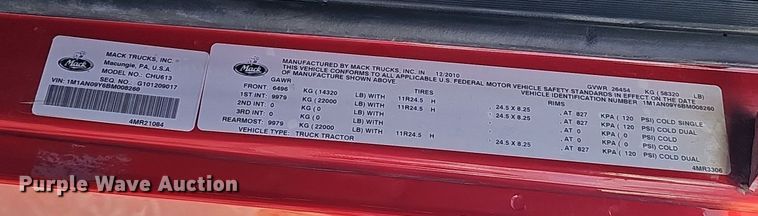 Mack
MACK TRUCKS, INC.
Macungie, PA, U.S.A.
MODEL NO. CHU613
SEQ. NO. G101209017
VIN: 1M1AN09Y6BM008260
4MR21084
Mack
MANUFACTURED BY MACK TRUCKS, INC. IN 12/2010 GVWR 26454 KG ( 58320 LB)
THIS VEHICLE CONFORMS TO ALL APPLICABLE U.S. FEDERAL MOTOR VEHICLE SAFETY STANDARDS IN EFFECT ON THE DATE
OF MANUFACTURE SHOWN ABOVE. VEHICLE IDENTIFICATION NUMBER 1M1AN09Y6BM008260
GAWR TIRES RIMS
FRONT 6496 KG ( 14320 LB) WITH 11R24.5 H , 24.5 X 8.25 , AT 827 KPA ( 120 PSI) COLD SINGLE
1ST INT: 9979 KG ( 22000 LB) WITH 11R24.5 H , 24.5 X 8.25 , AT 827 KPA ( 120 PSI) COLD DUAL
2ND INT: 0 KG ( 0 LB) WITH , AT 0 KPA ( 0 PSI) COLD
3RD INT: 0 KG ( 0 LB) WITH , AT 0 KPA ( 0 PSI) COLD
REARMOST: 9979 KG ( 22000 LB) WITH 11R24.5 H , 24.5 X 8.25 , AT 827 KPA ( 120 PSI) COLD DUAL
VEHICLE TYPE: TRUCK TRACTOR
4MR3306
Purple Wave Auction